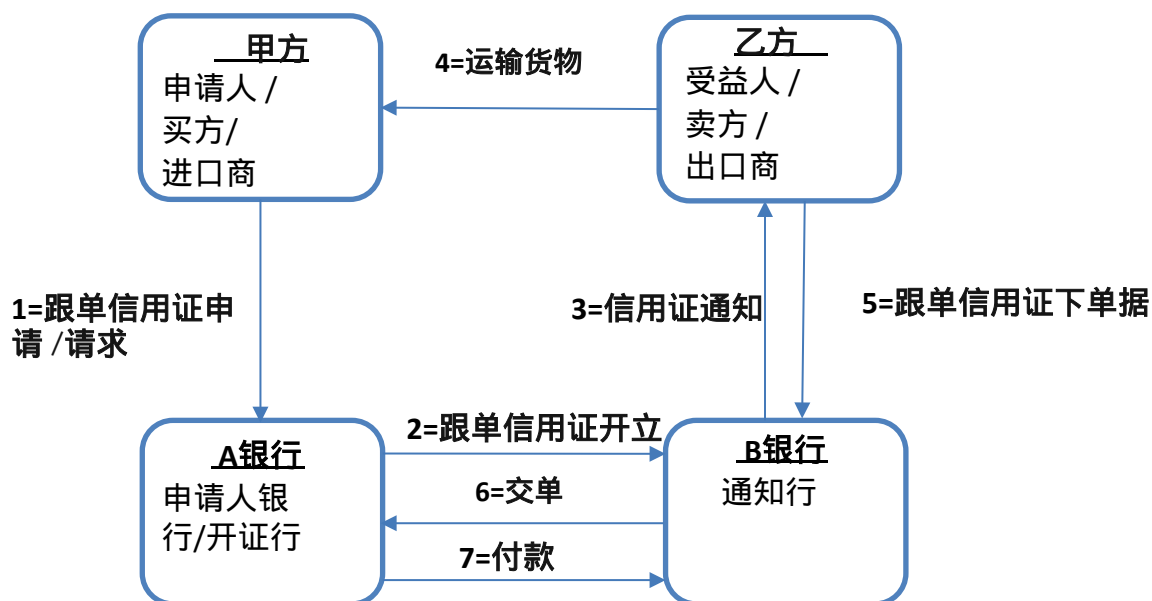 甲方
申请人 /
买方/
进口商
4=运输货物
乙方
受益人 /
卖方 /
出口商
1=跟单信用证申
请 /请求
3=信用证通知
5=跟单信用证下单据
A银行
申请人银
行/开证行
2=跟单信用证开立
6=交单
7=付款
B银行
通知行